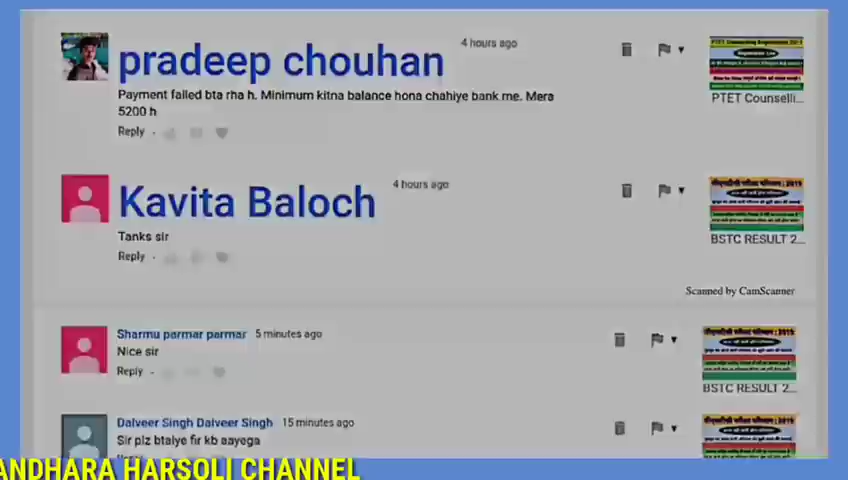 pradeep chouhan
4 hours ago
Payment failed bta rha h. Minimum kitna balance hona chahiye bank me. Mera
5200 h
Reply
PTET Counselli...
Kavita Baloch
4 hours ago
Tanks sir
Reply
BSTC RESULT 2...
Scanned by CamScanner
Sharmu parmar parmar 5 minutes ago
Nice sir
Reply
BSTC RESULT 2...
Dalveer Singh Dalveer Singh 15 minutes ago
Sir plz btaiye fir kb aayega
ANDHARA HARSOLI CHANNEL